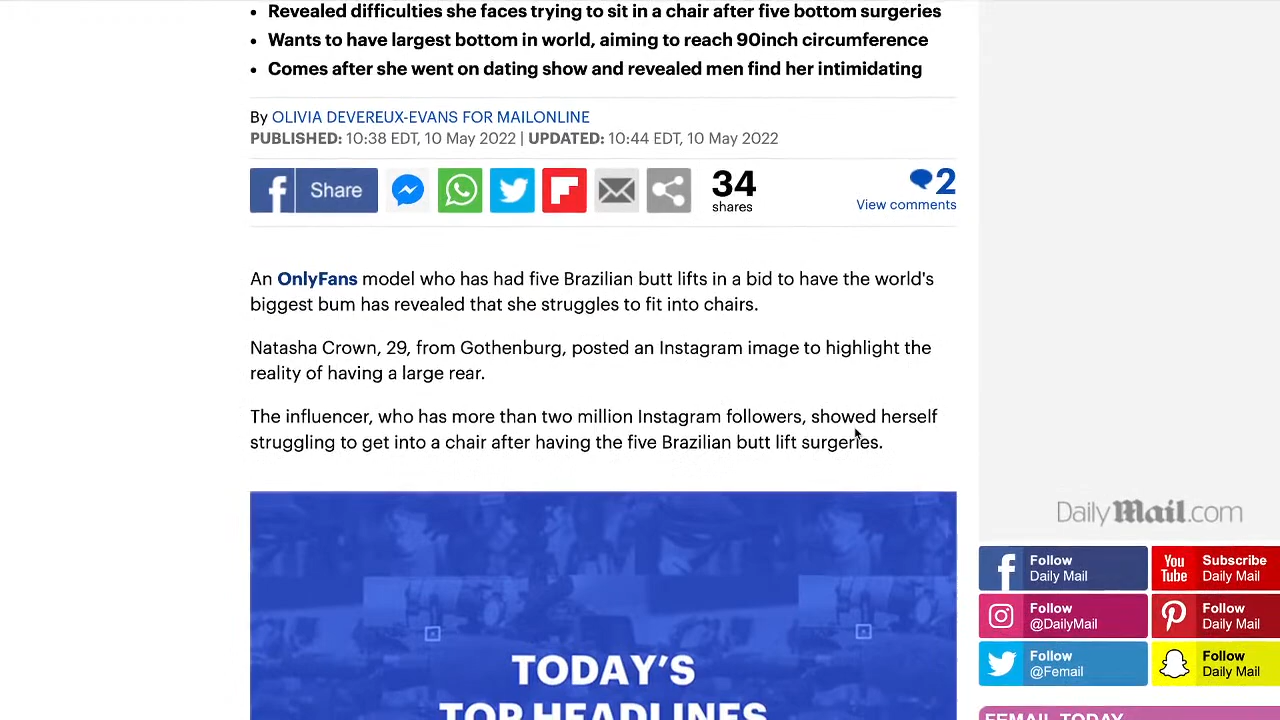 • Revealed difficulties she faces trying to sit in a chair after five bottom surgeries
• Wants to have largest bottom in world, aiming to reach 90inch circumference
• Comes after she went on dating show and revealed men find her intimidating
By OLIVIA DEVEREUX-EVANS FOR MAILONLINE
PUBLISHED: 10:38 EDT, 10 May 2022 | UPDATED: 10:44 EDT, 10 May 2022
f Share
34
shares
2
View comments
An OnlyFans model who has had five Brazilian butt lifts in a bid to have the world's
biggest bum has revealed that she struggles to fit into chairs.
Natasha Crown, 29, from Gothenburg, posted an Instagram image to highlight the
reality of having a large rear.
The influencer, who has more than two million Instagram followers, showed herself
struggling to get into a chair after having the five Brazilian butt lift surgeries.
TODAY'S
TOP HEADLINES
DailyMail.com
Follow
Daily Mail
You Tube
Subscribe
Daily Mail
Follow
@DailyMail
Follow
Daily Mail
Follow
@Femail
Follow
Daily Mail
FEMAIL TODAY